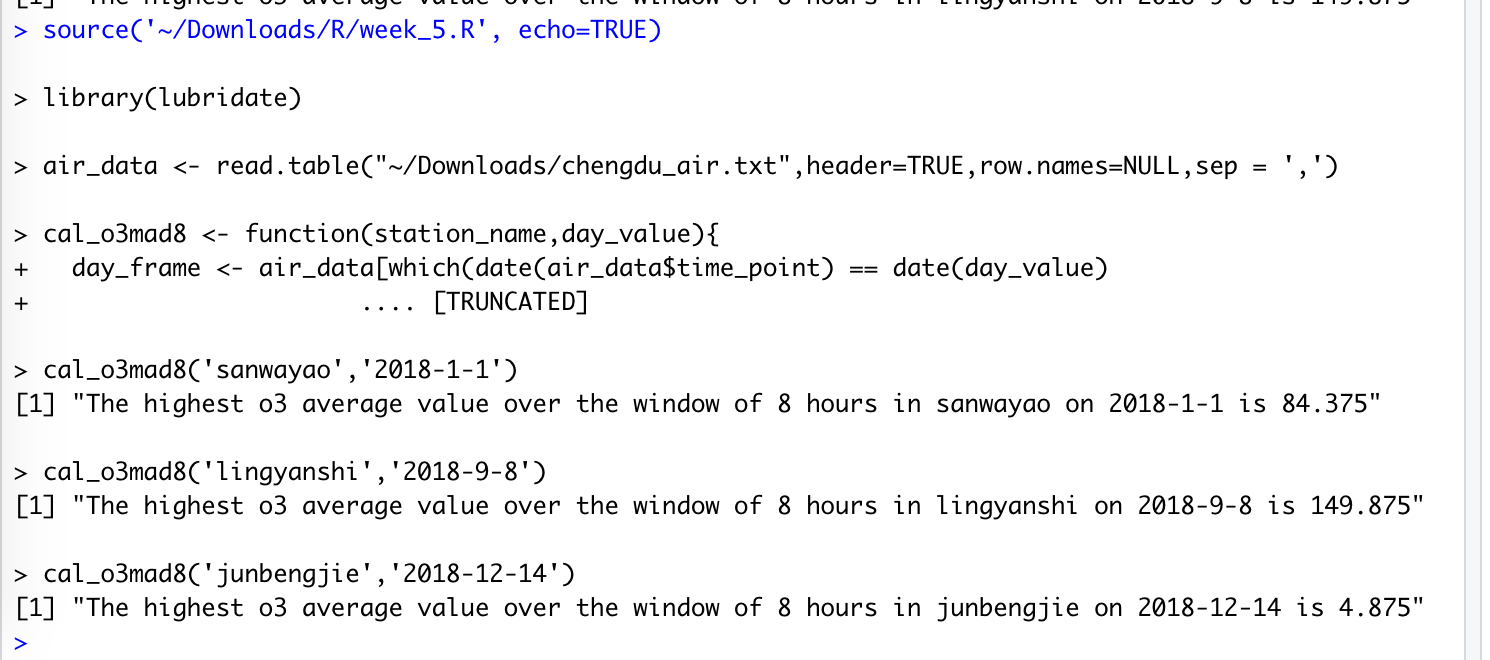 [1] "The highest o3 average value over the window of 8 hours in lingyanshi on 2018-9-8 is 149.875"
> source('~/Downloads/R/week_5.R', echo=TRUE)
> library(lubridate)
> air_data <- read.table("~/Downloads/chengdu_air.txt",header=TRUE,row.names=NULL,sep = ',')
> cal_o3mad8 <- function(station_name,day_value){
+   day_frame <- air_data[which(date(air_data$time_point) == date(day_value)
+                        .... [TRUNCATED]
> cal_o3mad8('sanwayao','2018-1-1')
[1] "The highest o3 average value over the window of 8 hours in sanwayao on 2018-1-1 is 84.375"
> cal_o3mad8('lingyanshi','2018-9-8')
[1] "The highest o3 average value over the window of 8 hours in lingyanshi on 2018-9-8 is 149.875"
> cal_o3mad8('junbengjie','2018-12-14')
[1] "The highest o3 average value over the window of 8 hours in junbengjie on 2018-12-14 is 4.875"
>